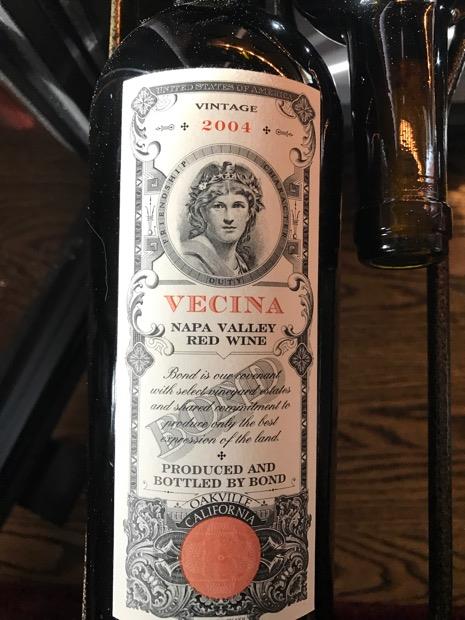 UNITED STATES OF AMERICA
VINTAGE
2004
FRIENDSHIP
CHARACTER
DUTY
VECINA
NAPA VALLEY
RED WINE
Bond is our covenant
with select vineyard estates
and shared commitment to
produce only the best
expression of the land.
BOND
PRODUCED AND
BOTTLED BY BOND
OAKVILLE
CALIFORNIA